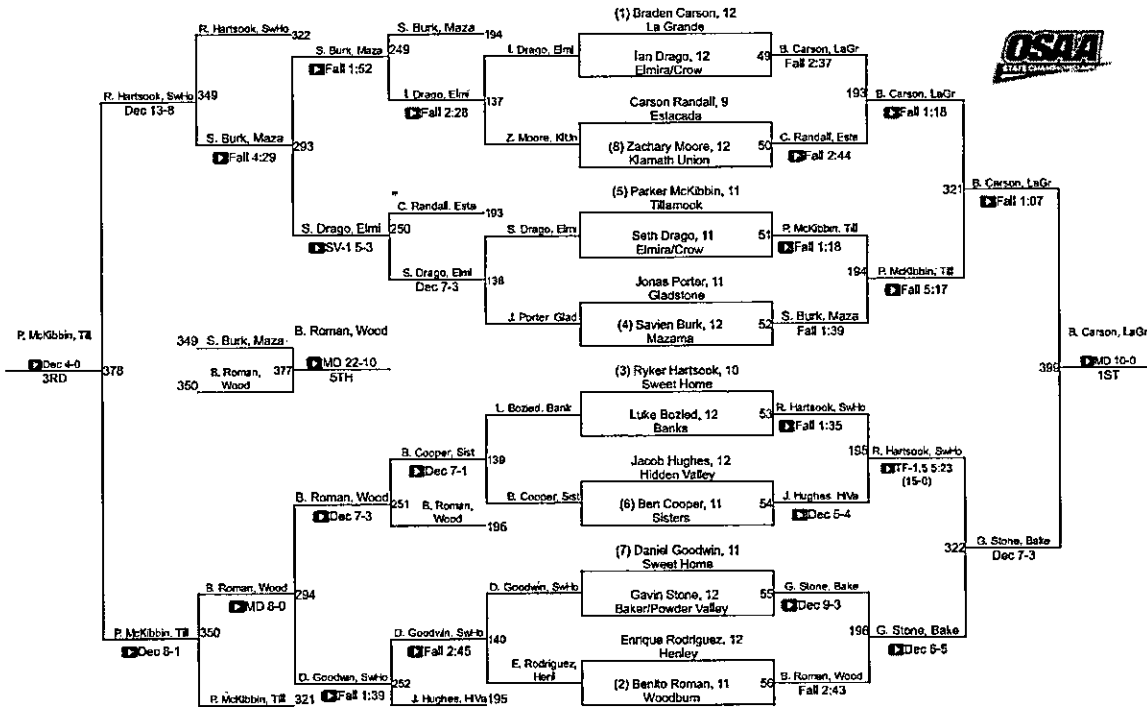 OSAA
STATE CHAMPIONSHIPS
(1) Braden Carson, 12
La Grande
Ian Drago, 12
Elmira/Crow
49
Carson Randall, 9
Estacada
(8) Zachary Moore, 12
Klamath Union
50
(5) Parker McKibbin, 11
Tillamook
Seth Drago, 11
Elmira/Crow
51
Jonas Porter, 11
Gladstone
(4) Savien Burk, 12
Mazama
52
(3) Ryker Hartsook, 10
Sweet Home
Luke Bozled, 12
Banks
53
Jacob Hughes, 12
Hidden Valley
(6) Ben Cooper, 11
Sisters
54
(7) Daniel Goodwin, 11
Sweet Home
Gavin Stone, 12
Baker/Powder Valley
55
Enrique Rodriguez, 12
Henley
(2) Benito Roman, 11
Woodburn
56
B. Carson, LaGr
Fall 2:37
C. Randall, Esta
Fall 2:44
193
P. McKibbin, Till
Fall 1:18
S. Burk, Maza
Fall 1:39
194
R. Hartsook, SwHo
Fall 1:35
J. Hughes, HiVa
Dec 5-4
195
G. Stone, Bake
Dec 9-3
B. Roman, Wood
Fall 2:43
196
B. Carson, LaGr
Fall 1:18
P. McKibbin, Till
Fall 5:17
321
R. Hartsook, SwHo
TF-1.5 5:23
(15-0)
G. Stone, Bake
Dec 6-5
322
B. Carson, LaGr
Fall 1:07
G. Stone, Bake
Dec 7-3
399
B. Carson, LaGr
MD 10-0
1ST
I. Drago, Elmi
Z. Moore, KlUn
137
S. Drago, Elmi
J. Porter, Glad
138
L. Bozled, Bank
B. Cooper, Sist
139
D. Goodwin, SwHo
E. Rodriguez,
Henl
140
S. Burk, Maza
194
I. Drago, Elmi
Fall 2:28
249
C. Randall, Esta
193
S. Drago, Elmi
Dec 7-3
250
B. Cooper, Sist
Dec 7-1
B. Roman,
Wood
196
251
D. Goodwin, SwHo
Fall 2:45
J. Hughes, HiVa
195
252
S. Burk, Maza
Fall 1:52
S. Drago, Elmi
SV-1 5-3
293
B. Roman, Wood
Dec 7-3
D. Goodwin, SwHo
Fall 1:39
294
R. Hartsook, SwHo
322
S. Burk, Maza
Fall 4:29
349
B. Roman, Wood
MD 8-0
P. McKibbin, Till
321
350
R. Hartsook, SwHo
Dec 13-8
P. McKibbin, Till
Dec 8-1
378
P. McKibbin, Till
Dec 4-0
3RD
349 S. Burk, Maza
350 B. Roman,
Wood
377
B. Roman, Wood
MD 22-10
5TH